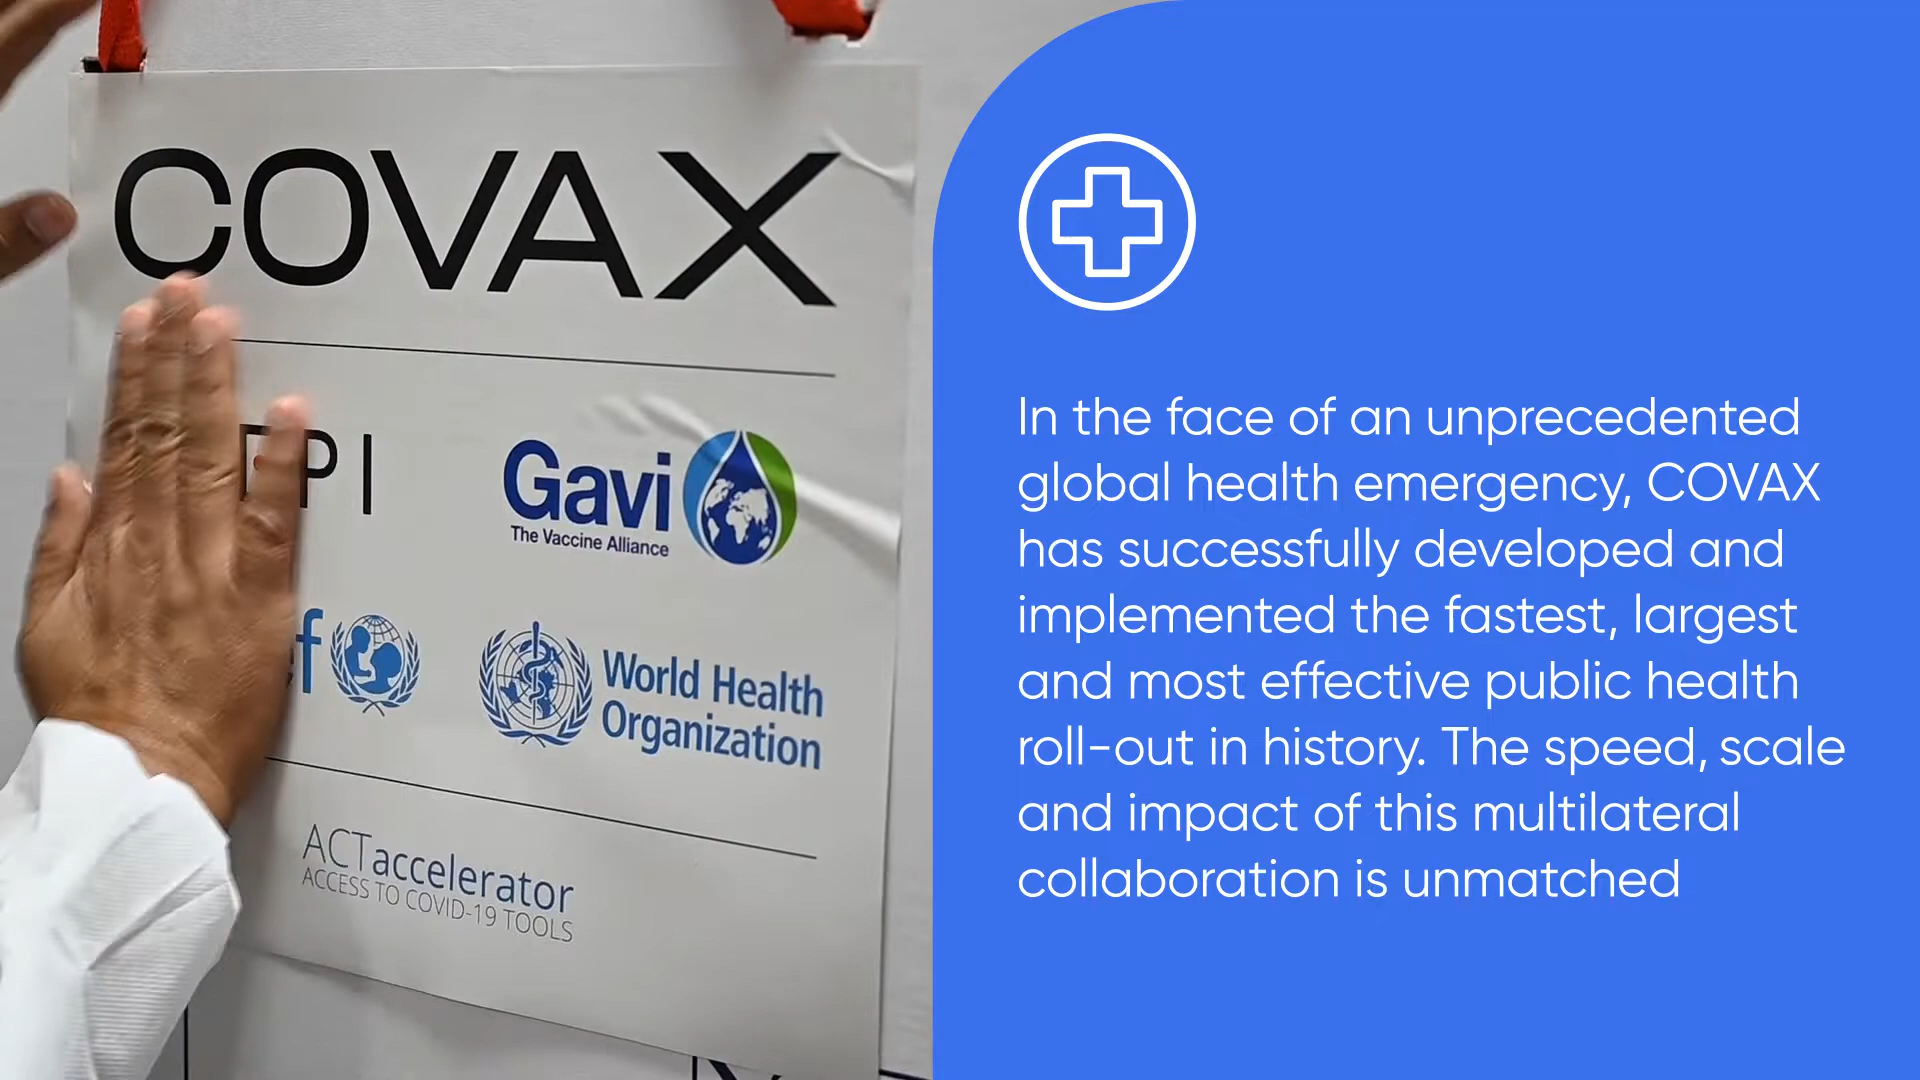 COVAX
Gavi
The Vaccine Alliance
World Health
Organization
ACTaccelerator
ACCESS TO COVID-19 TOOLS
In the face of an unprecedented
global health emergency, COVAX
has successfully developed and
implemented the fastest, largest
and most effective public health
roll-out in history. The speed, scale
and impact of this multilateral
collaboration is unmatched